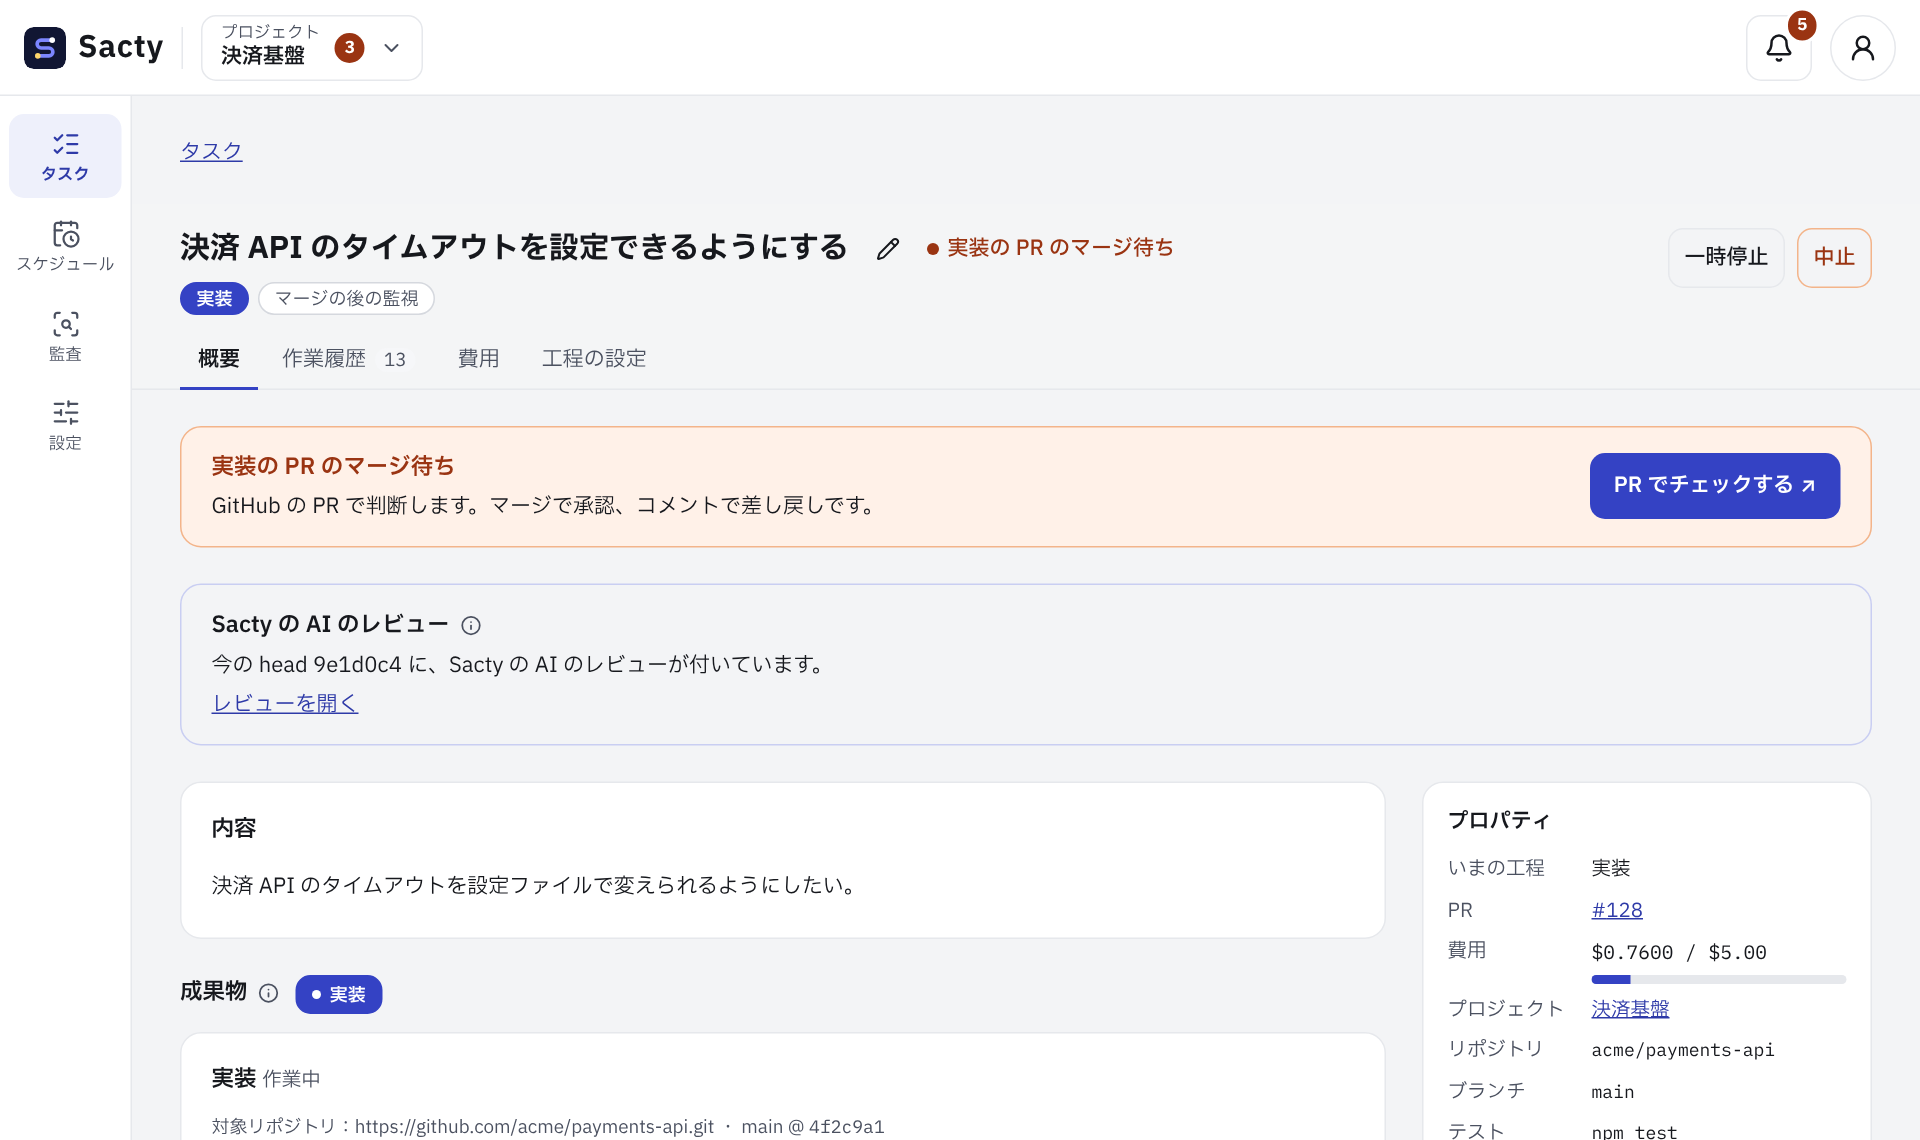 Sacty
プロジェクト
決済基盤
3
5
タスク
スケジュール
監査
設定
タスク
決済 API のタイムアウトを設定できるようにする
実装の PR のマージ待ち
一時停止
中止
実装
マージの後の監視
概要
作業履歴 13
費用
工程の設定
実装の PR のマージ待ち
GitHub の PR で判断します。マージで承認、コメントで差し戻しです。
PR でチェックする
Sacty の AI のレビュー
今の head 9e1d0c4 に、Sacty の AI のレビューが付いています。
レビューを開く
内容
決済 API のタイムアウトを設定ファイルで変えられるようにしたい。
成果物
実装
実装 作業中
対象リポジトリ：https://github.com/acme/payments-api.git ・ main @ 4f2c9a1
プロパティ
いまの工程 実装
PR #128
費用 $0.7600 / $5.00
プロジェクト 決済基盤
リポジトリ acme/payments-api
ブランチ main
テスト npm test